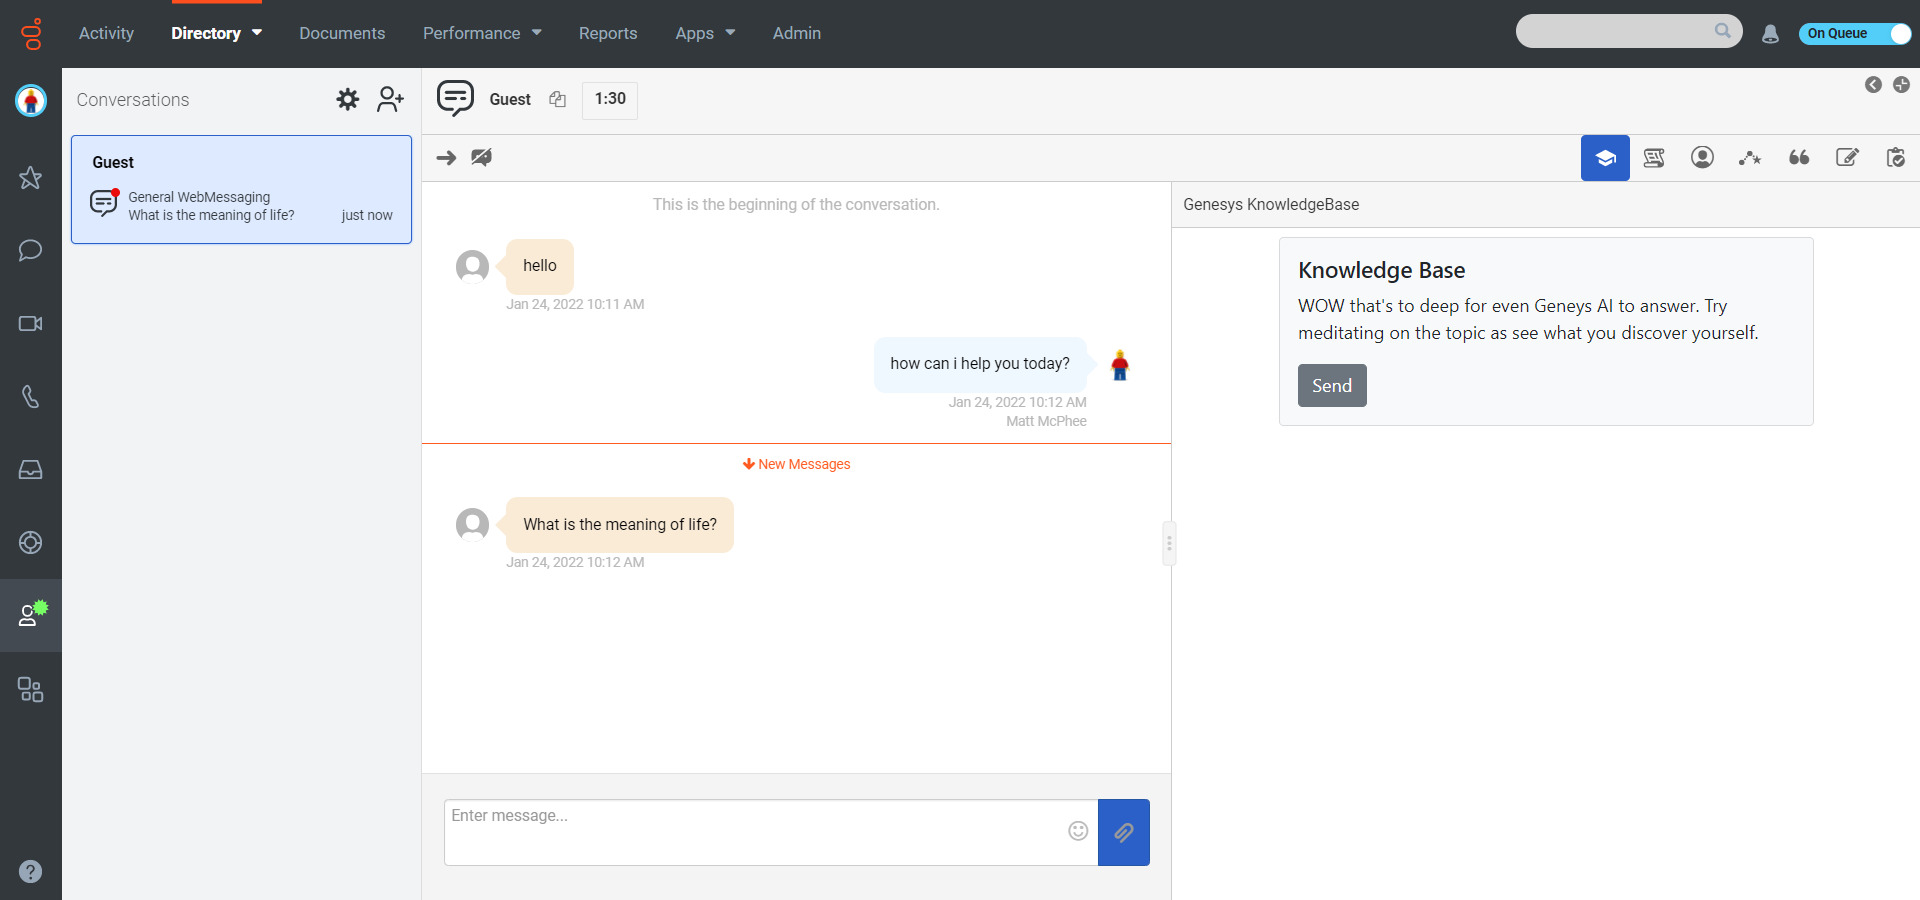 Activity
Directory
Documents
Performance
Reports
Apps
Admin
On Queue
Conversations
Guest
General WebMessaging
What is the meaning of life?
just now
Guest
1:30
This is the beginning of the conversation.
hello
Jan 24, 2022 10:11 AM
how can i help you today?
Jan 24, 2022 10:12 AM
Matt McPhee
New Messages
What is the meaning of life?
Jan 24, 2022 10:12 AM
Enter message...
Genesys KnowledgeBase
Knowledge Base
WOW that's to deep for even Geneys AI to answer. Try
meditating on the topic as see what you discover yourself.
Send